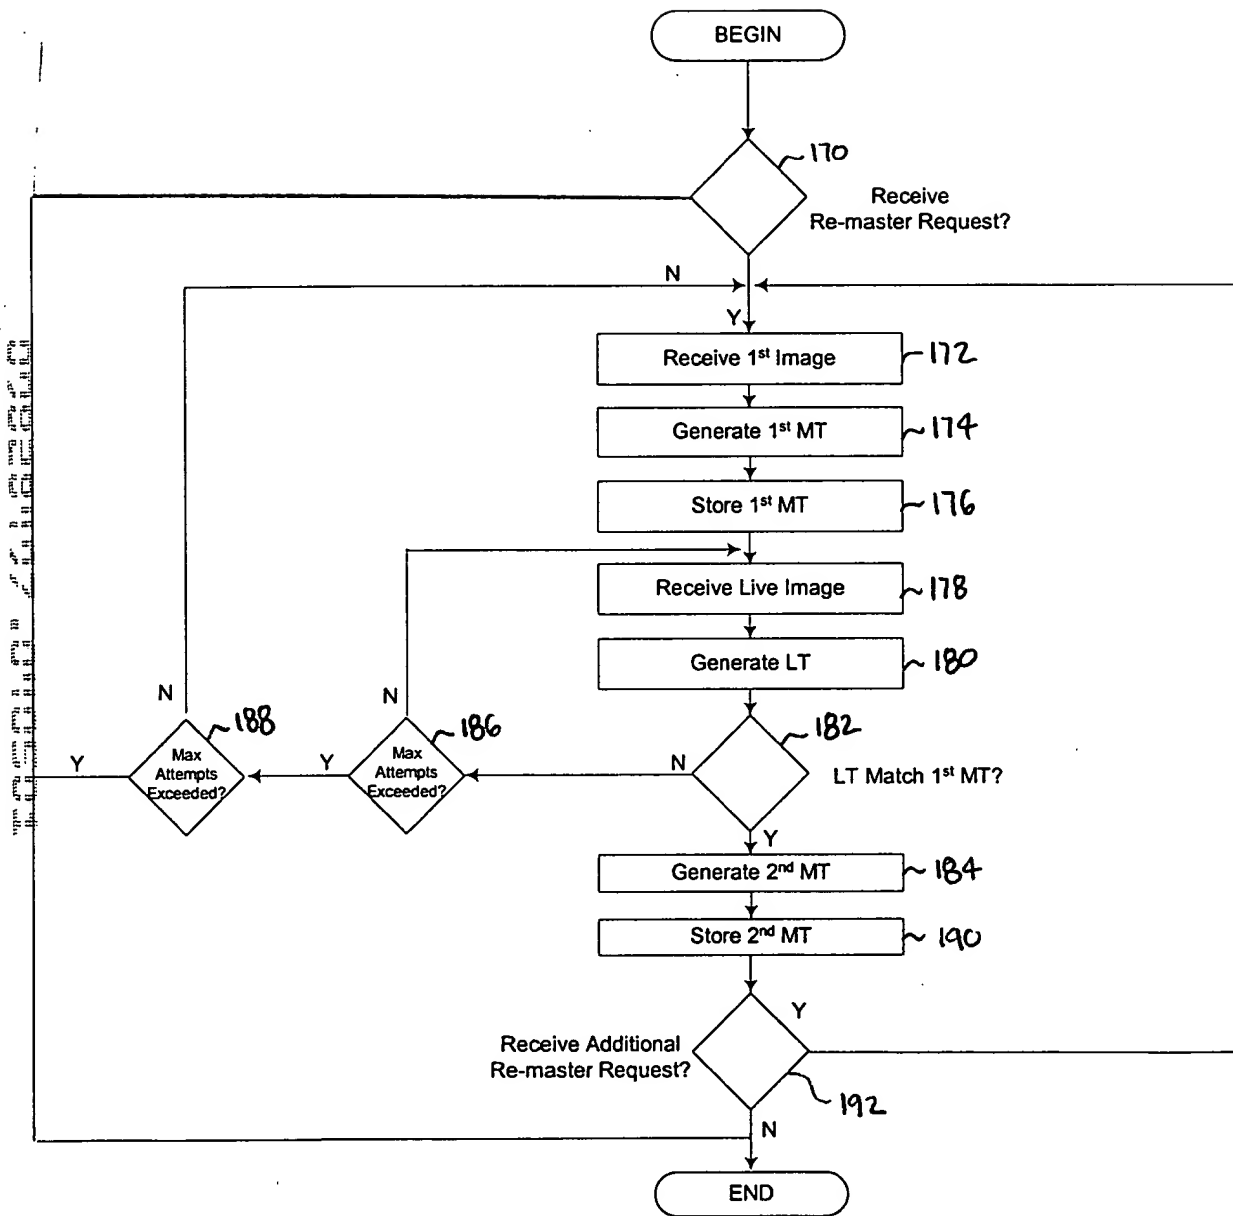 BEGIN
170
Receive
Re-master Request?
N
Y
Receive 1st Image
172
Generate 1st MT
174
Store 1st MT
176
Receive Live Image
178
Generate LT
180
N
N
188
186
182
Y
Max
Attempts
Exceeded?
Y
Max
Attempts
Exceeded?
N
LT Match 1st MT?
Y
Generate 2nd MT
184
Store 2nd MT
190
Y
Receive Additional
Re-master Request?
192
N
END